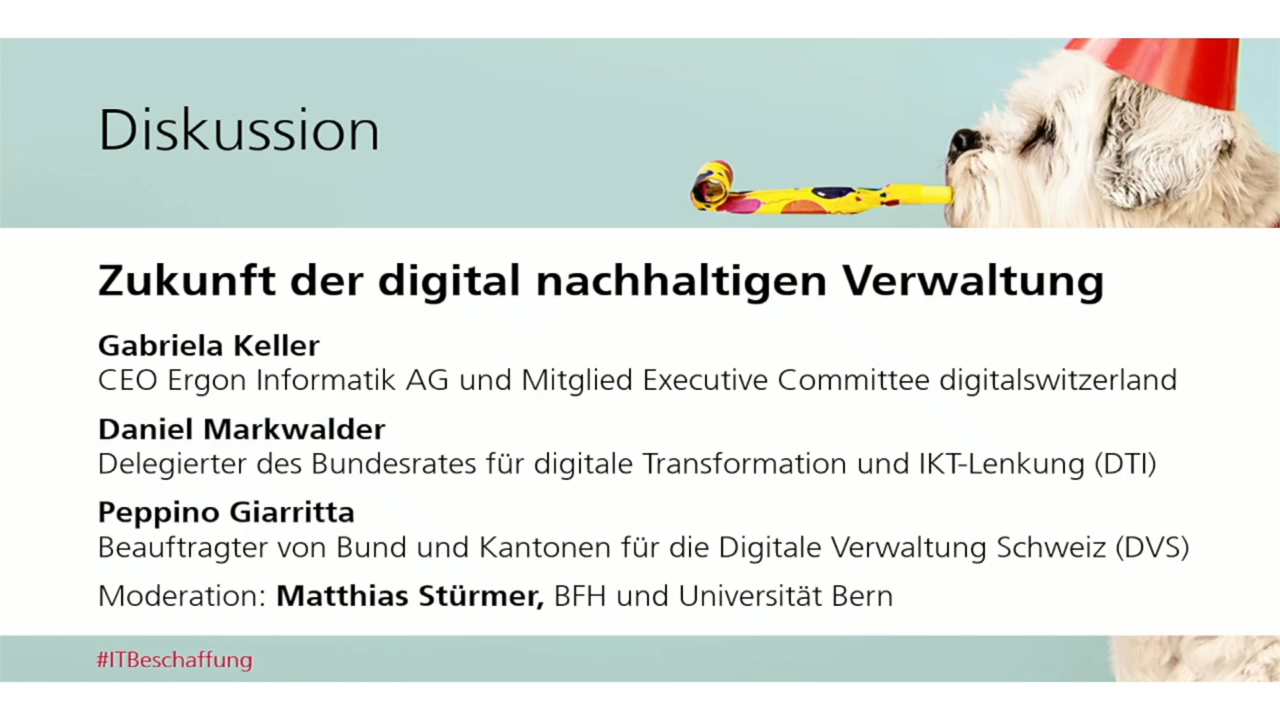 Diskussion
Zukunft der digital nachhaltigen Verwaltung
Gabriela Keller
CEO Ergon Informatik AG und Mitglied Executive Committee digitalswitzerland
Daniel Markwalder
Delegierter des Bundesrates für digitale Transformation und IKT-Lenkung (DTI)
Peppino Giarritta
Beauftragter von Bund und Kantonen für die Digitale Verwaltung Schweiz (DVS)
Moderation: Matthias Stürmer, BFH und Universität Bern
#ITBeschaffung